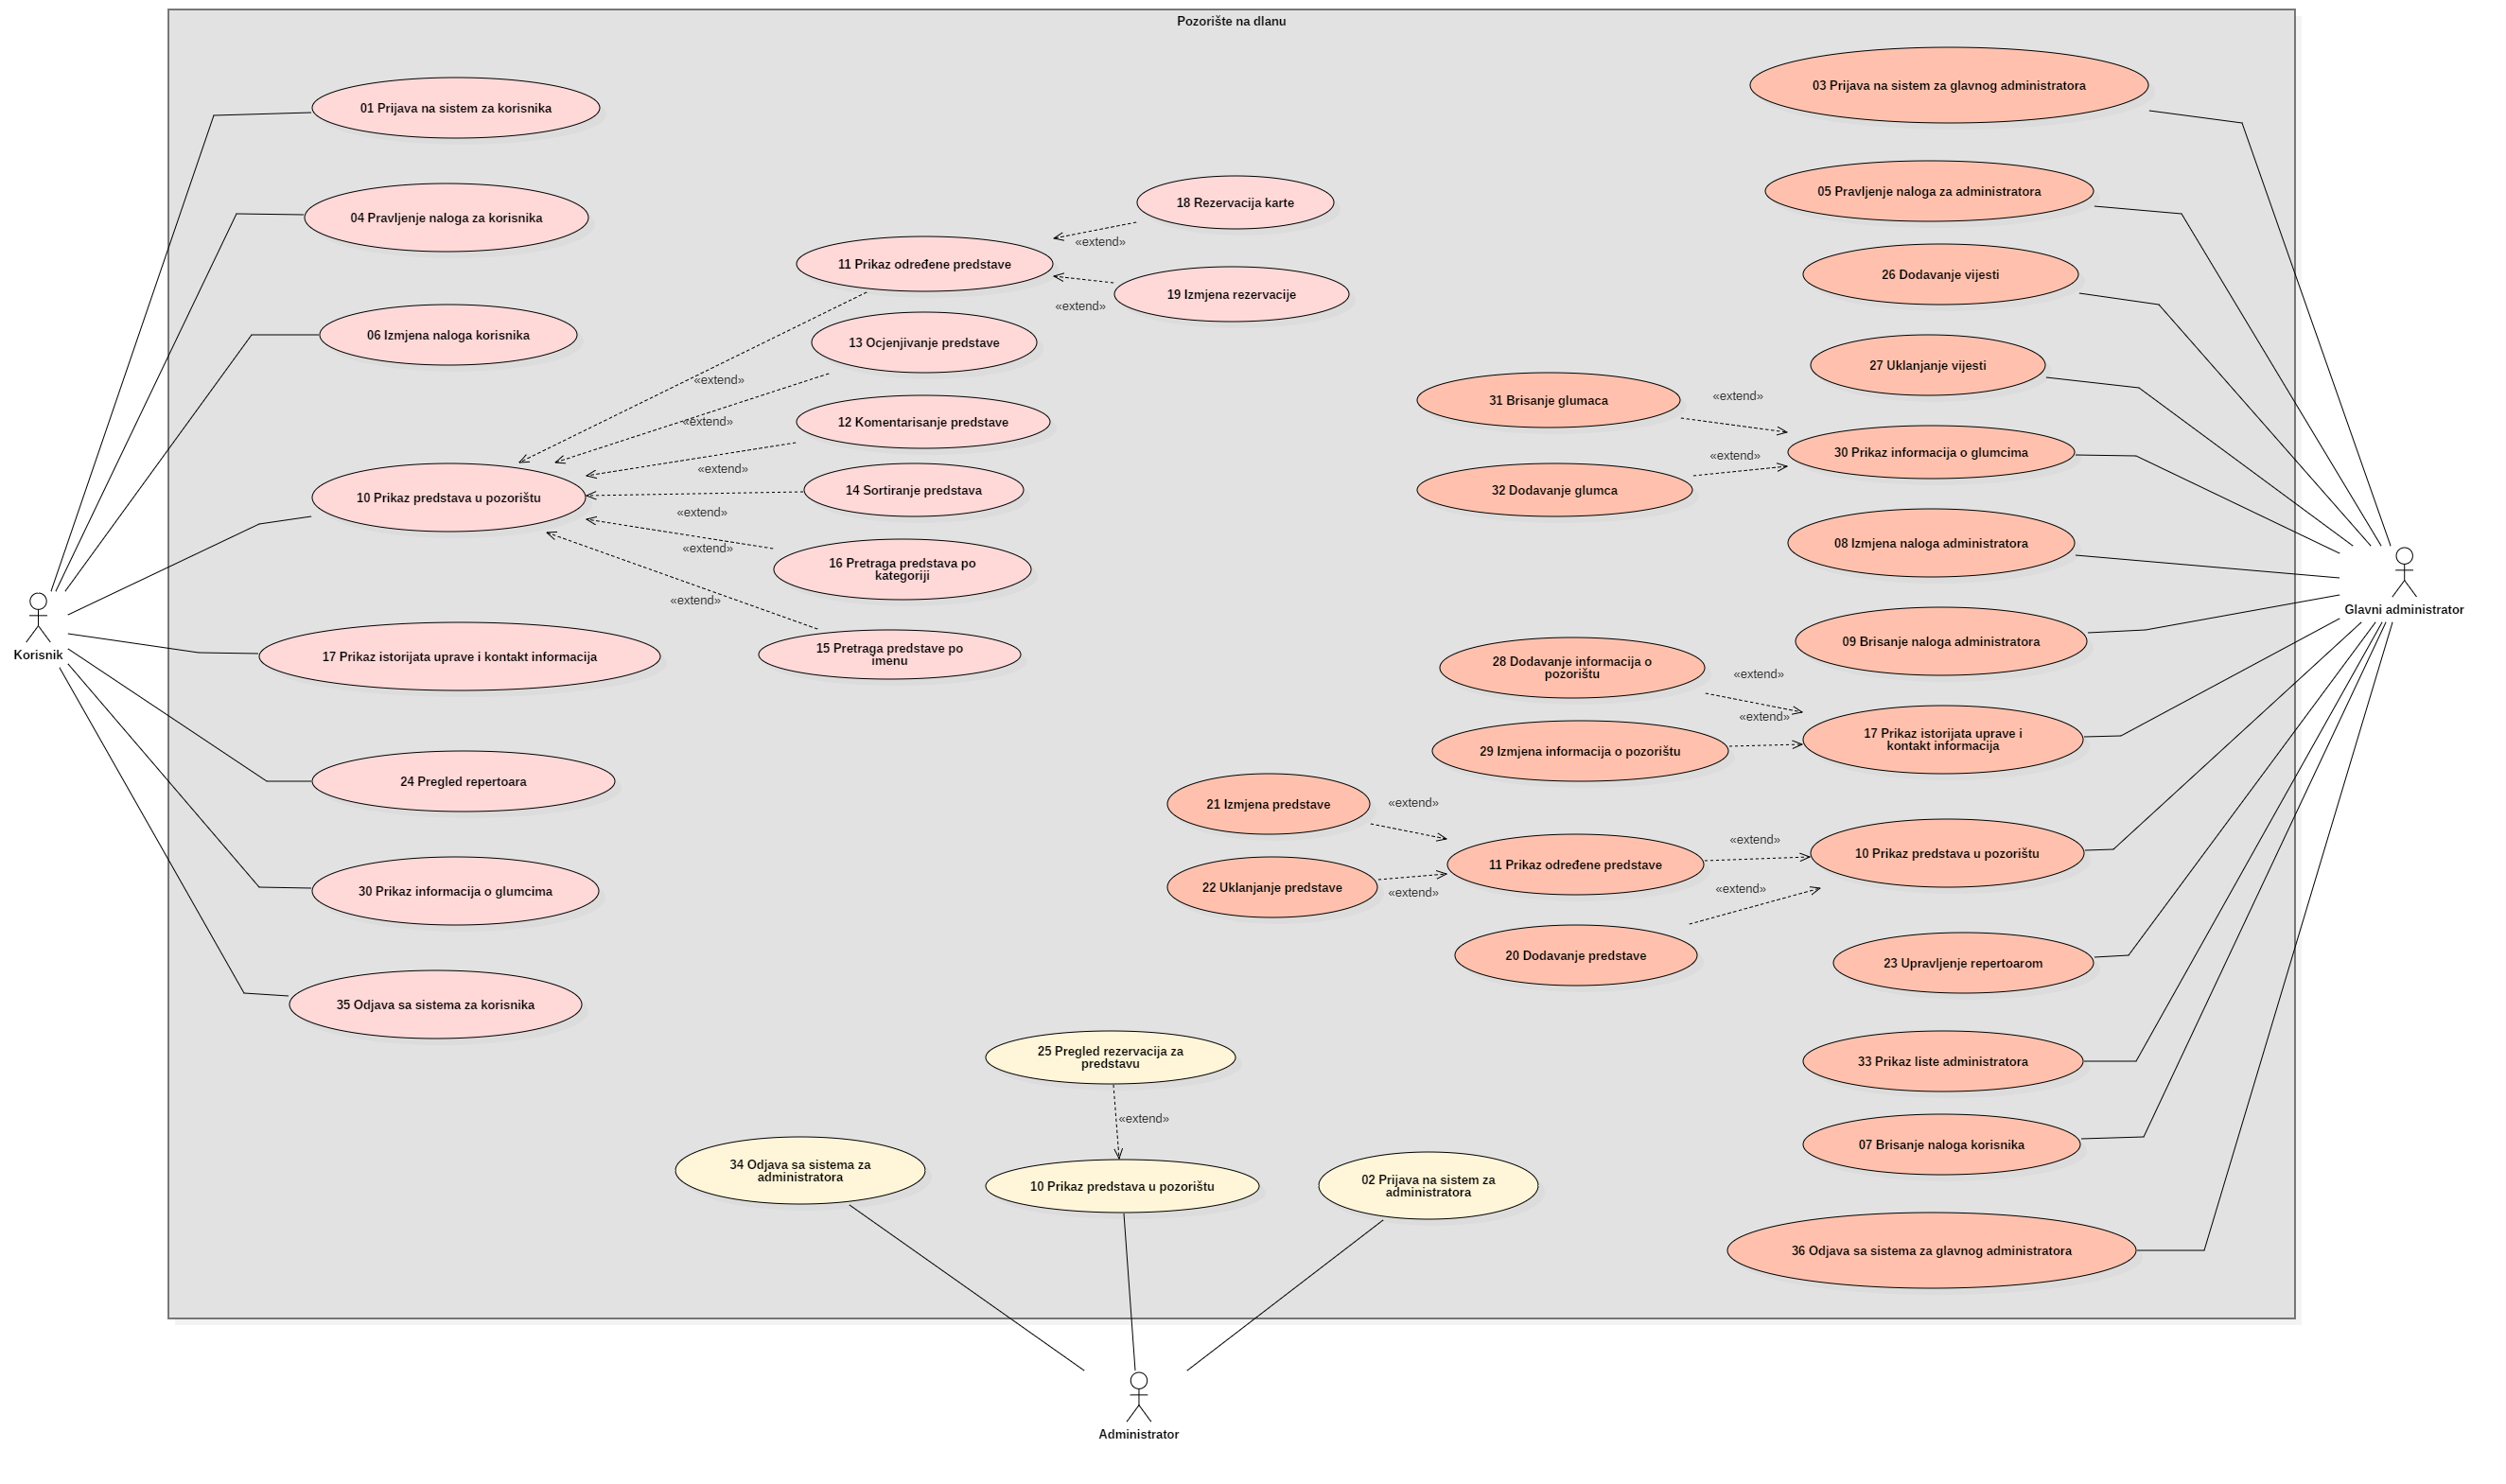 Pozorište na dlanu
01 Prijava na sistem za korisnika
04 Pravljenje naloga za korisnika
06 Izmjena naloga korisnika
10 Prikaz predstava u pozorištu
17 Prikaz istorijata uprave i kontakt informacija
24 Pregled repertoara
30 Prikaz informacija o glumcima
35 Odjava sa sistema za korisnika
Korisnik
18 Rezervacija karte
«extend»
11 Prikaz određene predstave
19 Izmjena rezervacije
«extend»
13 Ocjenjivanje predstave
«extend»
12 Komentarisanje predstave
«extend»
«extend»
14 Sortiranje predstava
«extend»
16 Pretraga predstava po
kategoriji
«extend»
15 Pretraga predstave po
imenu
«extend»
03 Prijava na sistem za glavnog administratora
05 Pravljenje naloga za administratora
26 Dodavanje vijesti
27 Uklanjanje vijesti
31 Brisanje glumaca
«extend»
30 Prikaz informacija o glumcima
32 Dodavanje glumca
«extend»
08 Izmjena naloga administratora
09 Brisanje naloga administratora
Glavni administrator
28 Dodavanje informacija o
pozorištu
«extend»
«extend»
29 Izmjena informacija o pozorištu
17 Prikaz istorijata uprave i
kontakt informacija
21 Izmjena predstave
«extend»
22 Uklanjanje predstave
«extend»
11 Prikaz određene predstave
«extend»
10 Prikaz predstava u pozorištu
«extend»
20 Dodavanje predstave
23 Upravljenje repertoarom
33 Prikaz liste administratora
07 Brisanje naloga korisnika
36 Odjava sa sistema za glavnog administratora
25 Pregled rezervacija za
predstavu
«extend»
34 Odjava sa sistema za
administratora
10 Prikaz predstava u pozorištu
02 Prijava na sistem za
administratora
Administrator